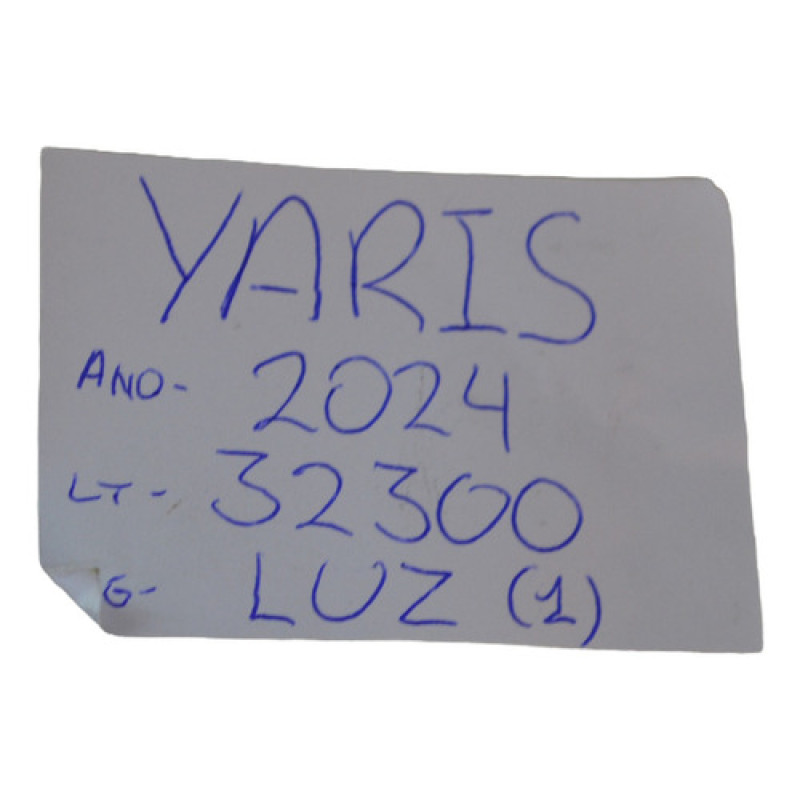 YARIS
ANO- 2024
LT- 32300
G- LUZ (1)